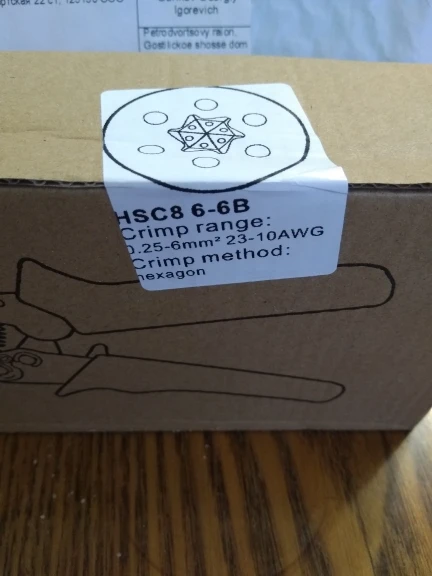 Igorevich
Petrodvortsovy raion,
Gostilickoe shosse dom
HSC8 6-6B
Crimp range:
0.25-6mm² 23-10AWG
Crimp method:
hexagon